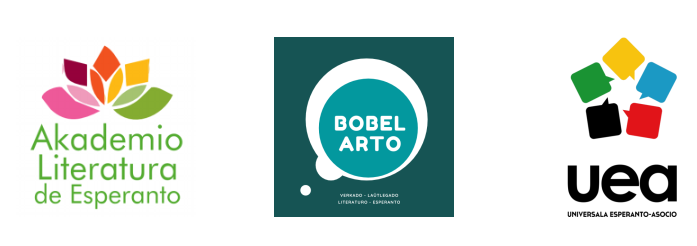 Akademio
Literatura
de Esperanto
BOBEL
ARTO
VERKADO - LAŬTLEGADO
LITERATURO - ESPERANTO
uea
UNIVERSALA ESPERANTO-ASOCIO